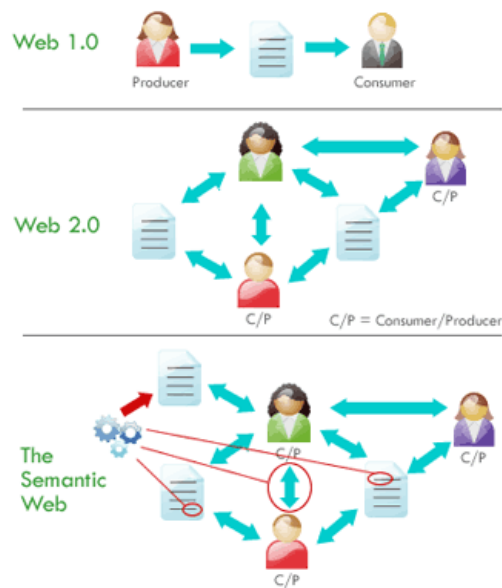 Web 1.0
Producer
Consumer
C/P
Web 2.0
C/P
C/P = Consumer/Producer
C/P
C/P
The
Semantic
Web
C/P